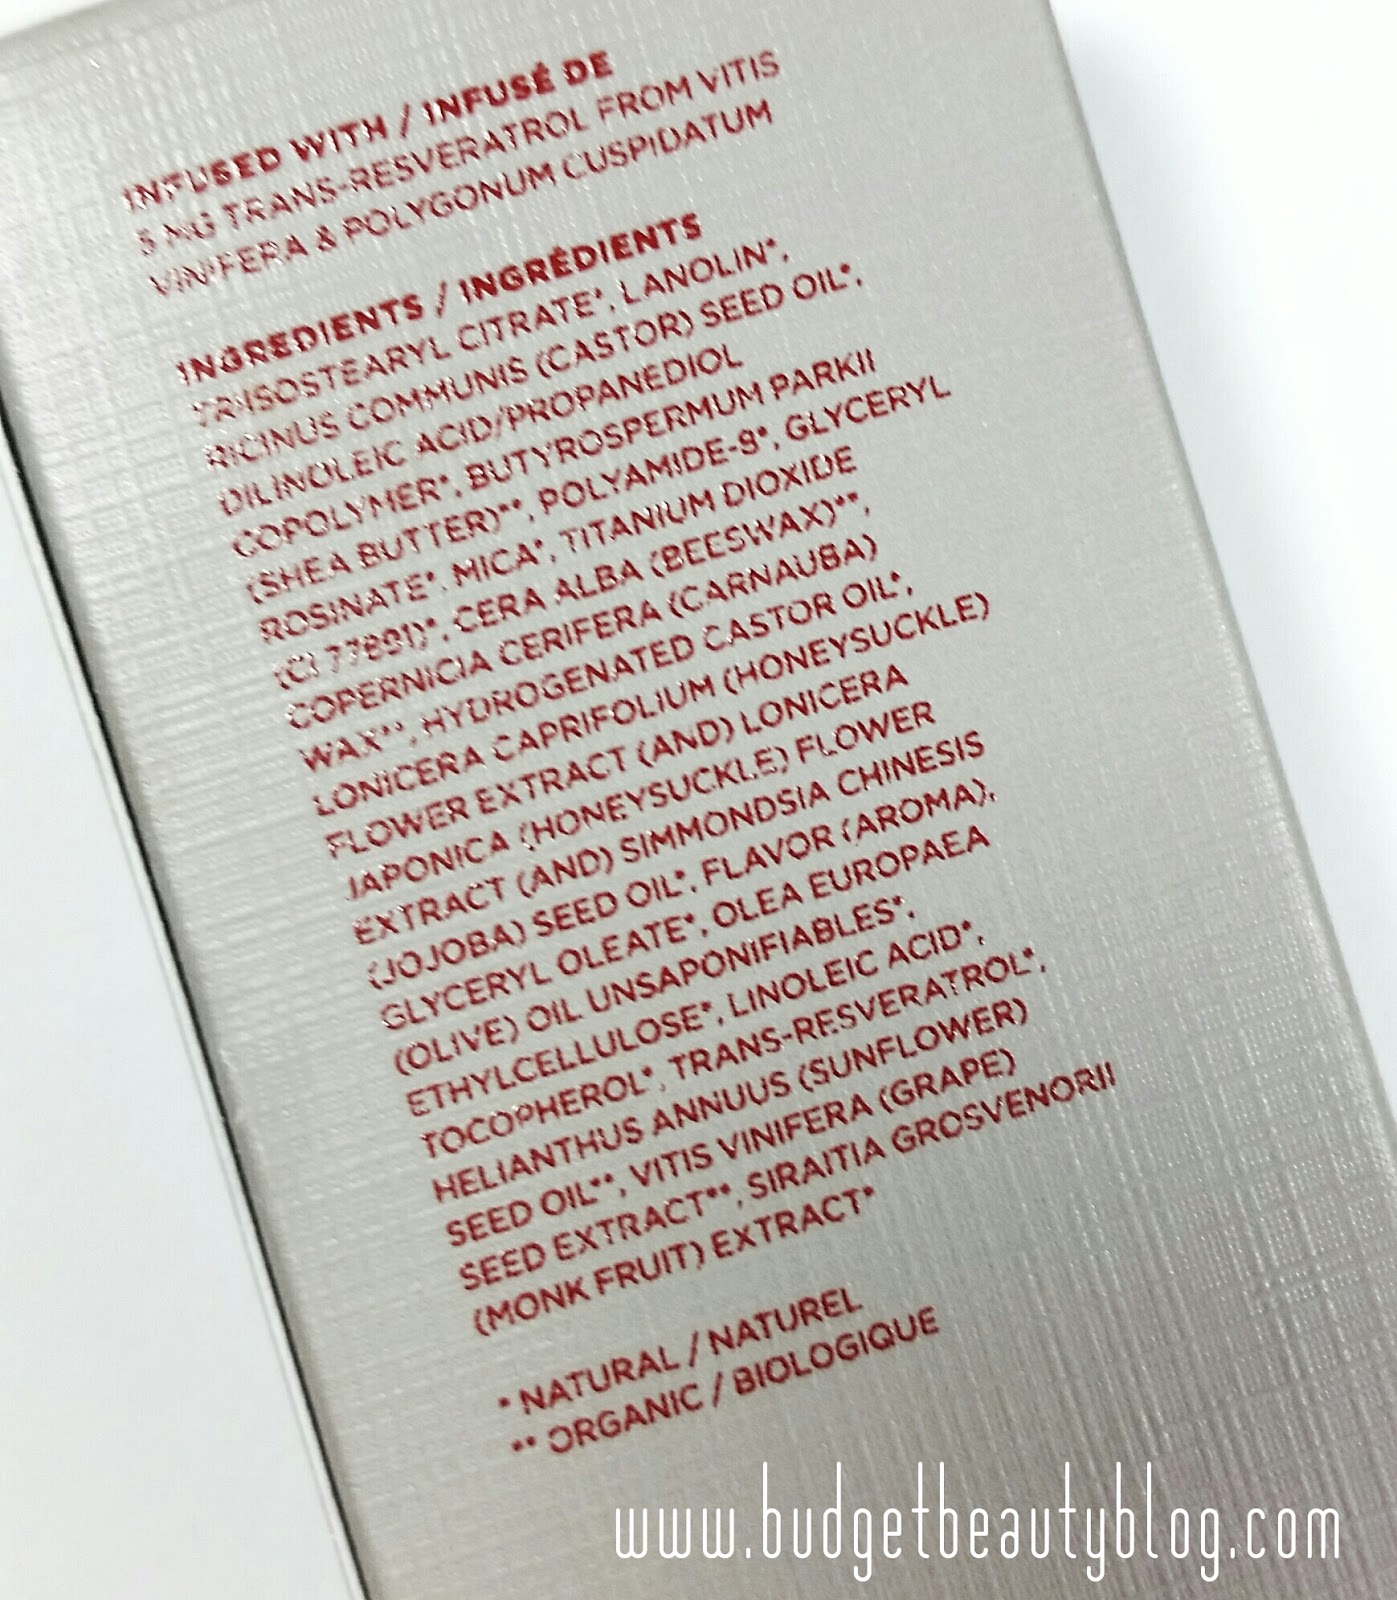 INFUSED WITH / INFUSÉ DE
5 MG TRANS-RESVERATROL FROM VITIS
VINIFERA & POLYGONUM CUSPIDATUM
INGREDIENTS / INGRÉDIENTS
TRIISOSTEARYL CITRATE*, LANOLIN*,
RICINUS COMMUNIS (CASTOR) SEED OIL*,
DILINOLEIC ACID/PROPANEDIOL
COPOLYMER*, BUTYROSPERMUM PARKII
(SHEA BUTTER)**, POLYAMIDE-8*, GLYCERYL
ROSINATE*, MICA*, TITANIUM DIOXIDE
(CI 77891)*, CERA ALBA (BEESWAX)**,
COPERNICIA CERIFERA (CARNAUBA)
WAX**, HYDROGENATED CASTOR OIL*,
LONICERA CAPRIFOLIUM (HONEYSUCKLE)
FLOWER EXTRACT (AND) LONICERA
JAPONICA (HONEYSUCKLE) FLOWER
EXTRACT (AND) SIMMONDSIA CHINESIS
(JOJOBA) SEED OIL*, FLAVOR (AROMA),
GLYCERYL OLEATE*, OLEA EUROPAEA
(OLIVE) OIL UNSAPONIFIABLES*,
ETHYLCELLULOSE*, LINOLEIC ACID*,
TOCOPHEROL*, TRANS-RESVERATROL*,
HELIANTHUS ANNUUS (SUNFLOWER)
SEED OIL**, VITIS VINIFERA (GRAPE)
SEED EXTRACT**, SIRAITIA GROSVENORII
(MONK FRUIT) EXTRACT*
* NATURAL / NATUREL
** ORGANIC / BIOLOGIQUE
www.budgetbeautyblog.com